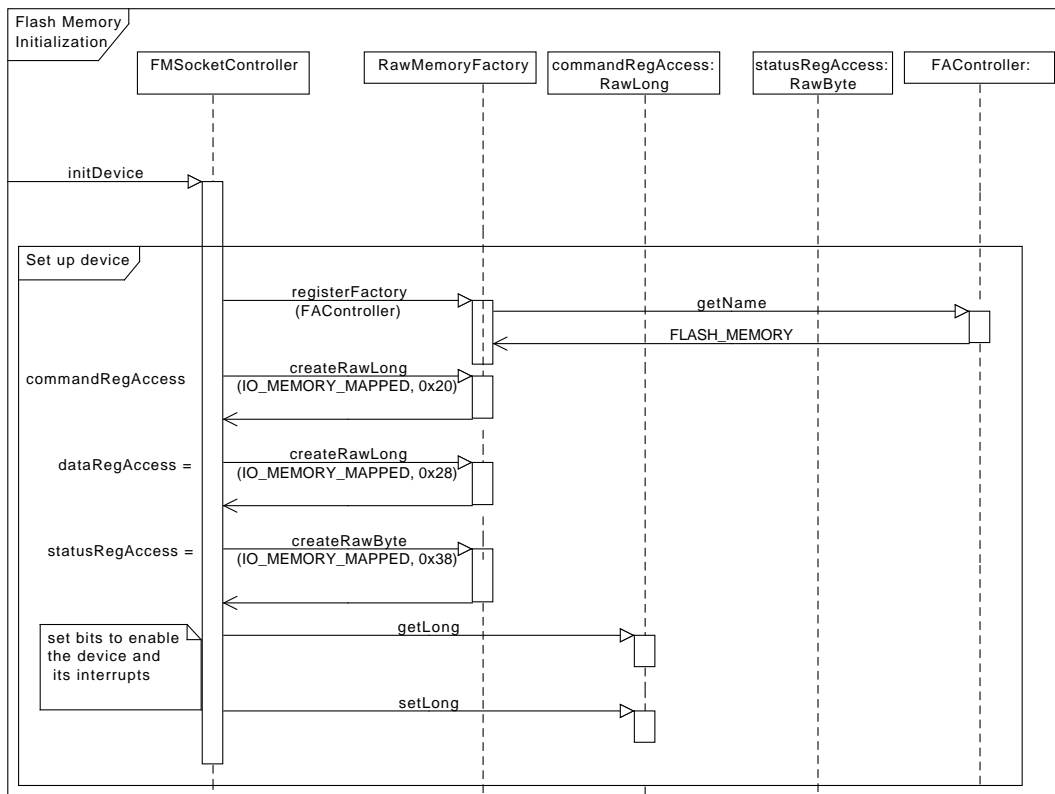 Flash Memory
Initialization
FMSocketController
RawMemoryFactory
commandRegAccess:
RawLong
statusRegAccess:
RawByte
FAController:
initDevice
Set up device
registerFactory
(FAController)
getName
FLASH_MEMORY
commandRegAccess
createRawLong
(IO_MEMORY_MAPPED, 0x20)
dataRegAccess =
createRawLong
(IO_MEMORY_MAPPED, 0x28)
statusRegAccess =
createRawByte
(IO_MEMORY_MAPPED, 0x38)
set bits to enable
the device and
its interrupts
getLong
setLong